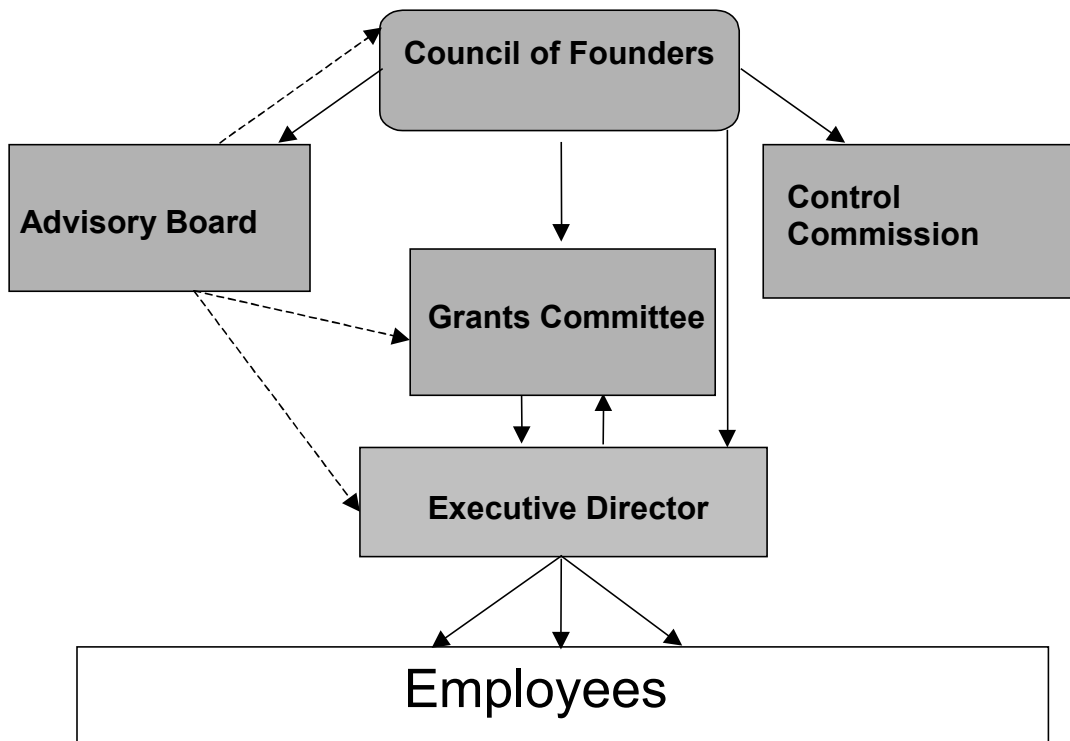 Council of Founders
Advisory Board
Control
Commission
Grants Committee
Executive Director
Employees